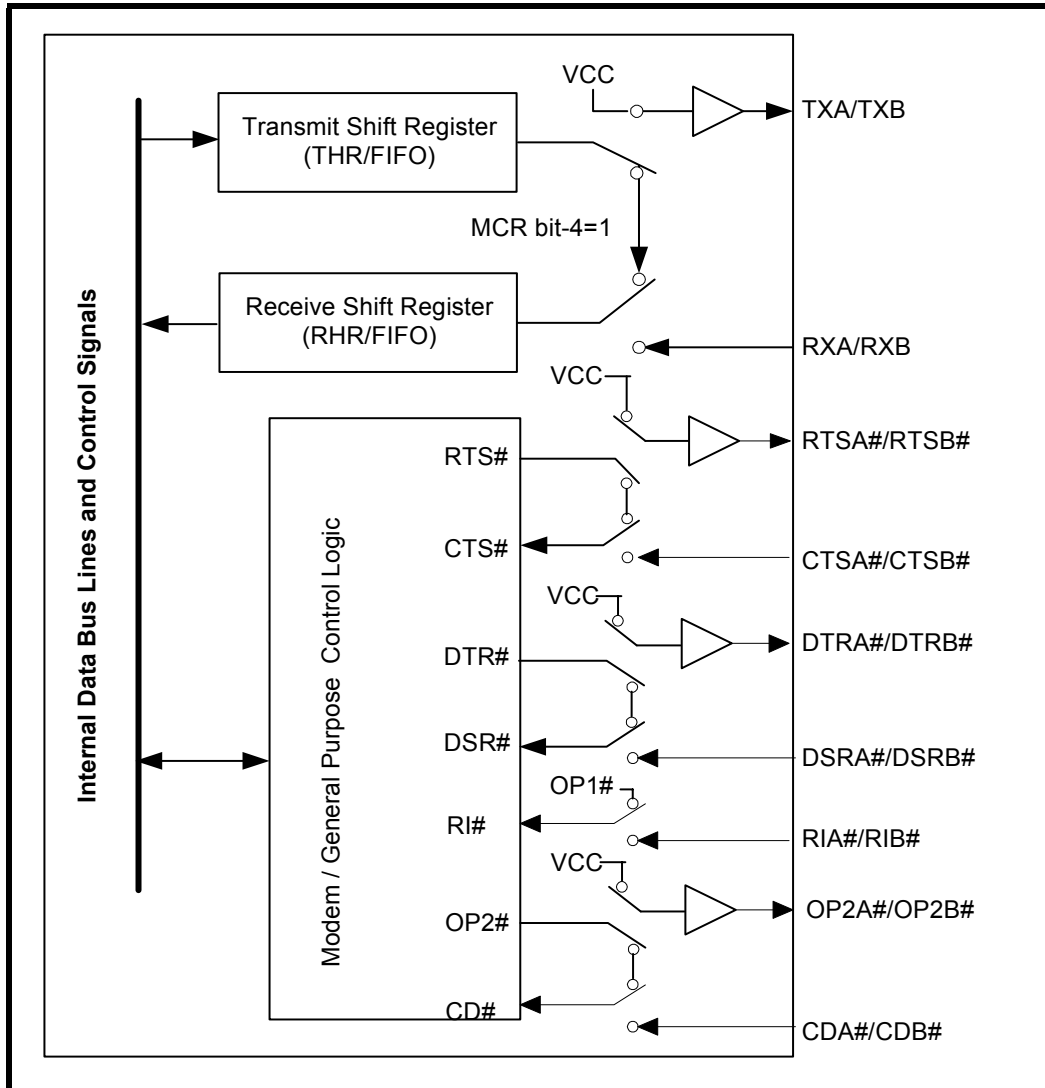 VCC
TXA/TXB
Transmit Shift Register
(THR/FIFO)
MCR bit-4=1
Receive Shift Register
(RHR/FIFO)
RXA/RXB
VCC
RTSA#/RTSB#
RTS#
CTS#
CTSA#/CTSB#
VCC
DTRA#/DTRB#
DTR#
DSR#
DSRA#/DSRB#
OP1#
RI#
RIA#/RIB#
VCC
OP2A#/OP2B#
OP2#
CD#
CDA#/CDB#
Internal Data Bus Lines and Control Signals
Modem / General Purpose Control Logic